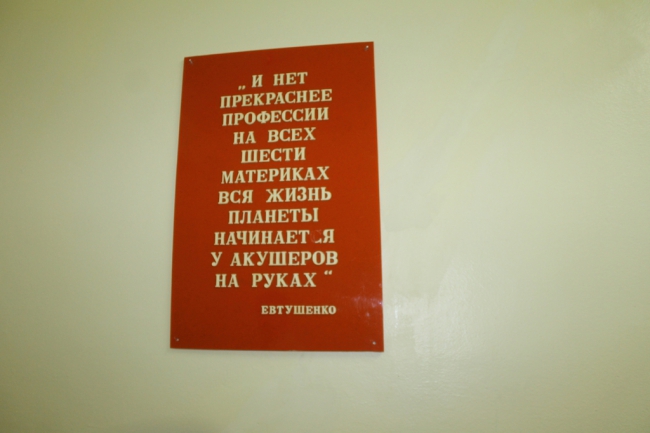 „И НЕТ
ПРЕКРАСНЕЕ
ПРОФЕССИИ
НА ВСЕХ
ШЕСТИ
МАТЕРИКАХ
ВСЯ ЖИЗНЬ
ПЛАНЕТЫ
НАЧИНАЕТСЯ
У АКУШЕРОВ
НА РУКАХ“
ЕВТУШЕНКО